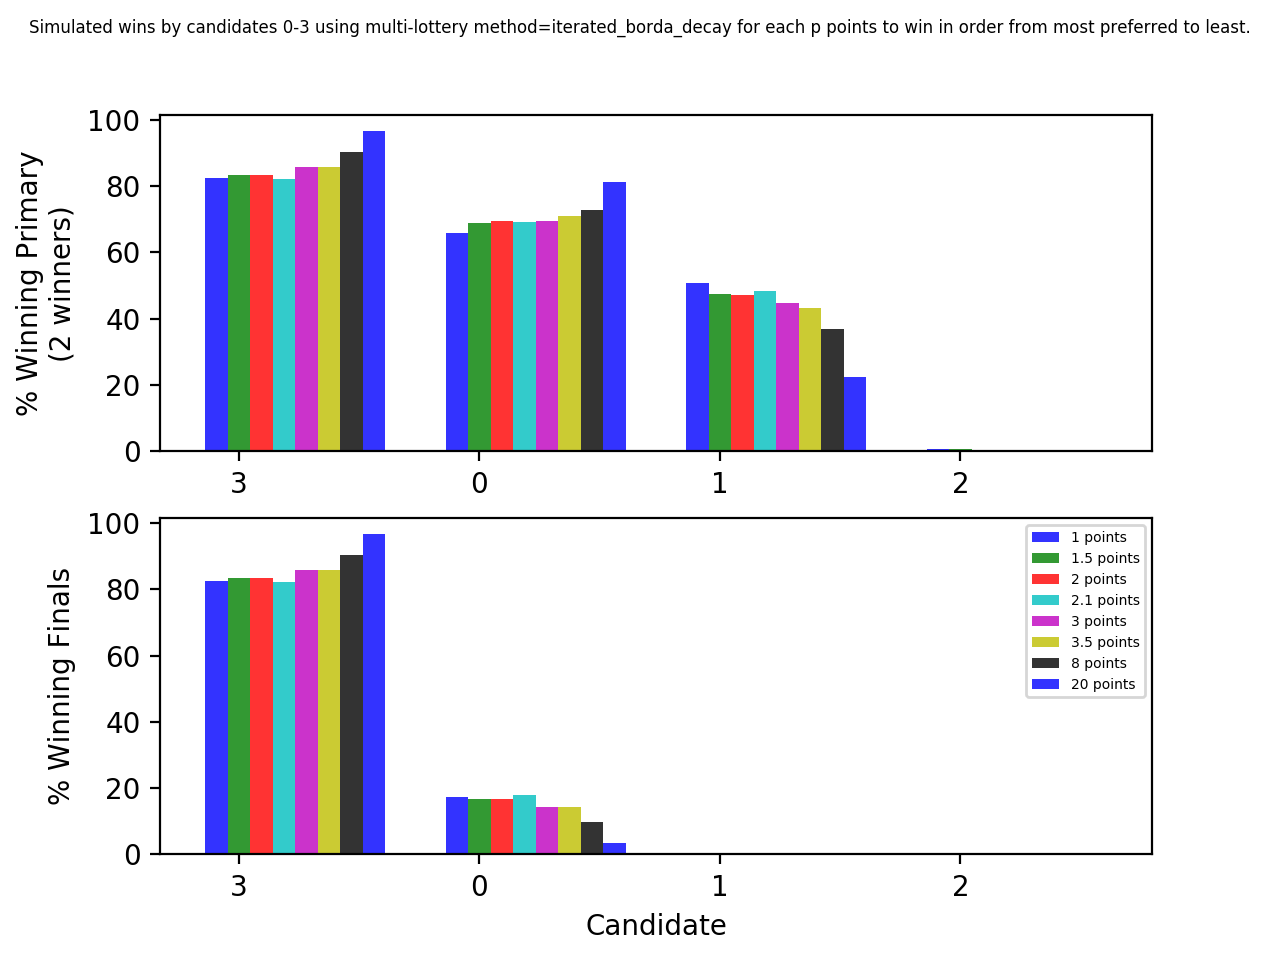 Simulated wins by candidates 0-3 using multi-lottery method=iterated_borda_decay for each p points to win in order from most preferred to least.
% Winning Primary
(2 winners)
100
80
60
40
20
0
3 0 1 2
% Winning Finals
100
80
60
40
20
0
1 points
1.5 points
2 points
2.1 points
3 points
3.5 points
8 points
20 points
3 0 1 2
Candidate